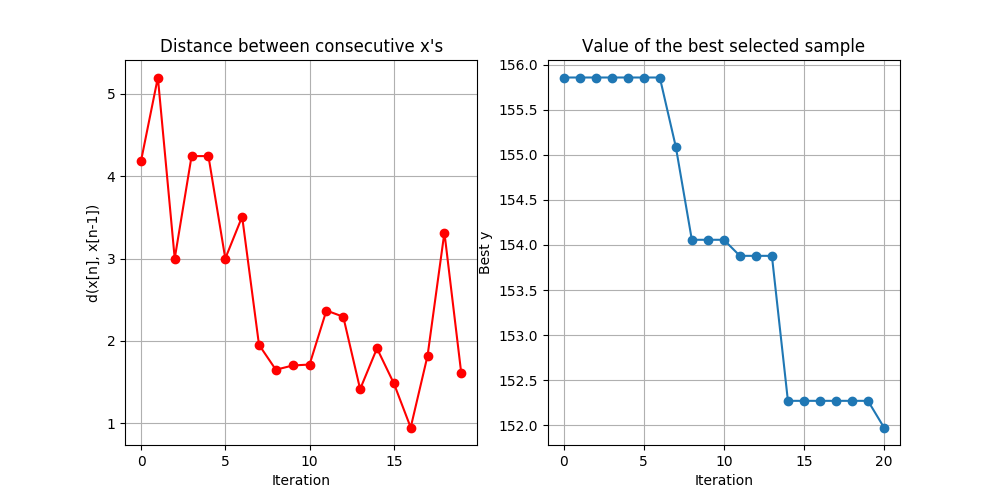 Distance between consecutive x's
d(x[n], x[n-1])
5
4
3
2
1
0 5 10 15
Iteration
Value of the best selected sample
Best y
156.0
155.5
155.0
154.5
154.0
153.5
153.0
152.5
152.0
0 5 10 15 20
Iteration